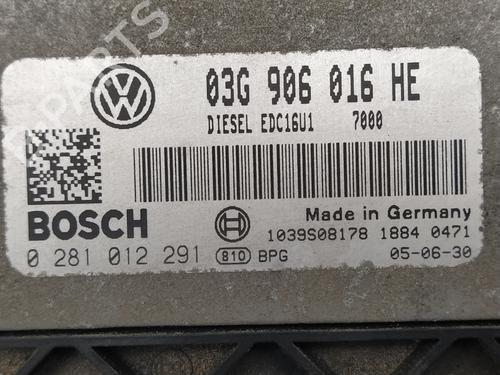 03G 906 016 HE
DIESEL EDC16U1 7000
BOSCH
Made in Germany
1039S08178 1884 0471
0 281 012 291 810 BPG 05-06-30